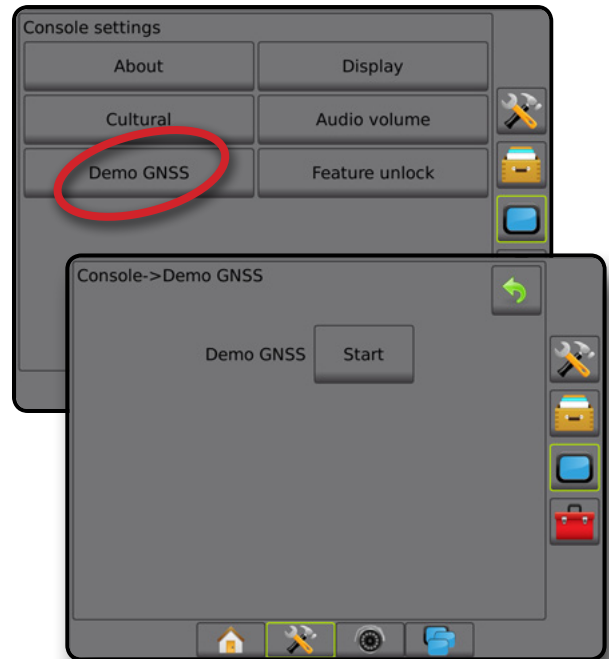 Console settings
About
Display
Cultural
Audio volume
Demo GNSS
Feature unlock
Console->Demo GNSS
Demo GNSS
Start